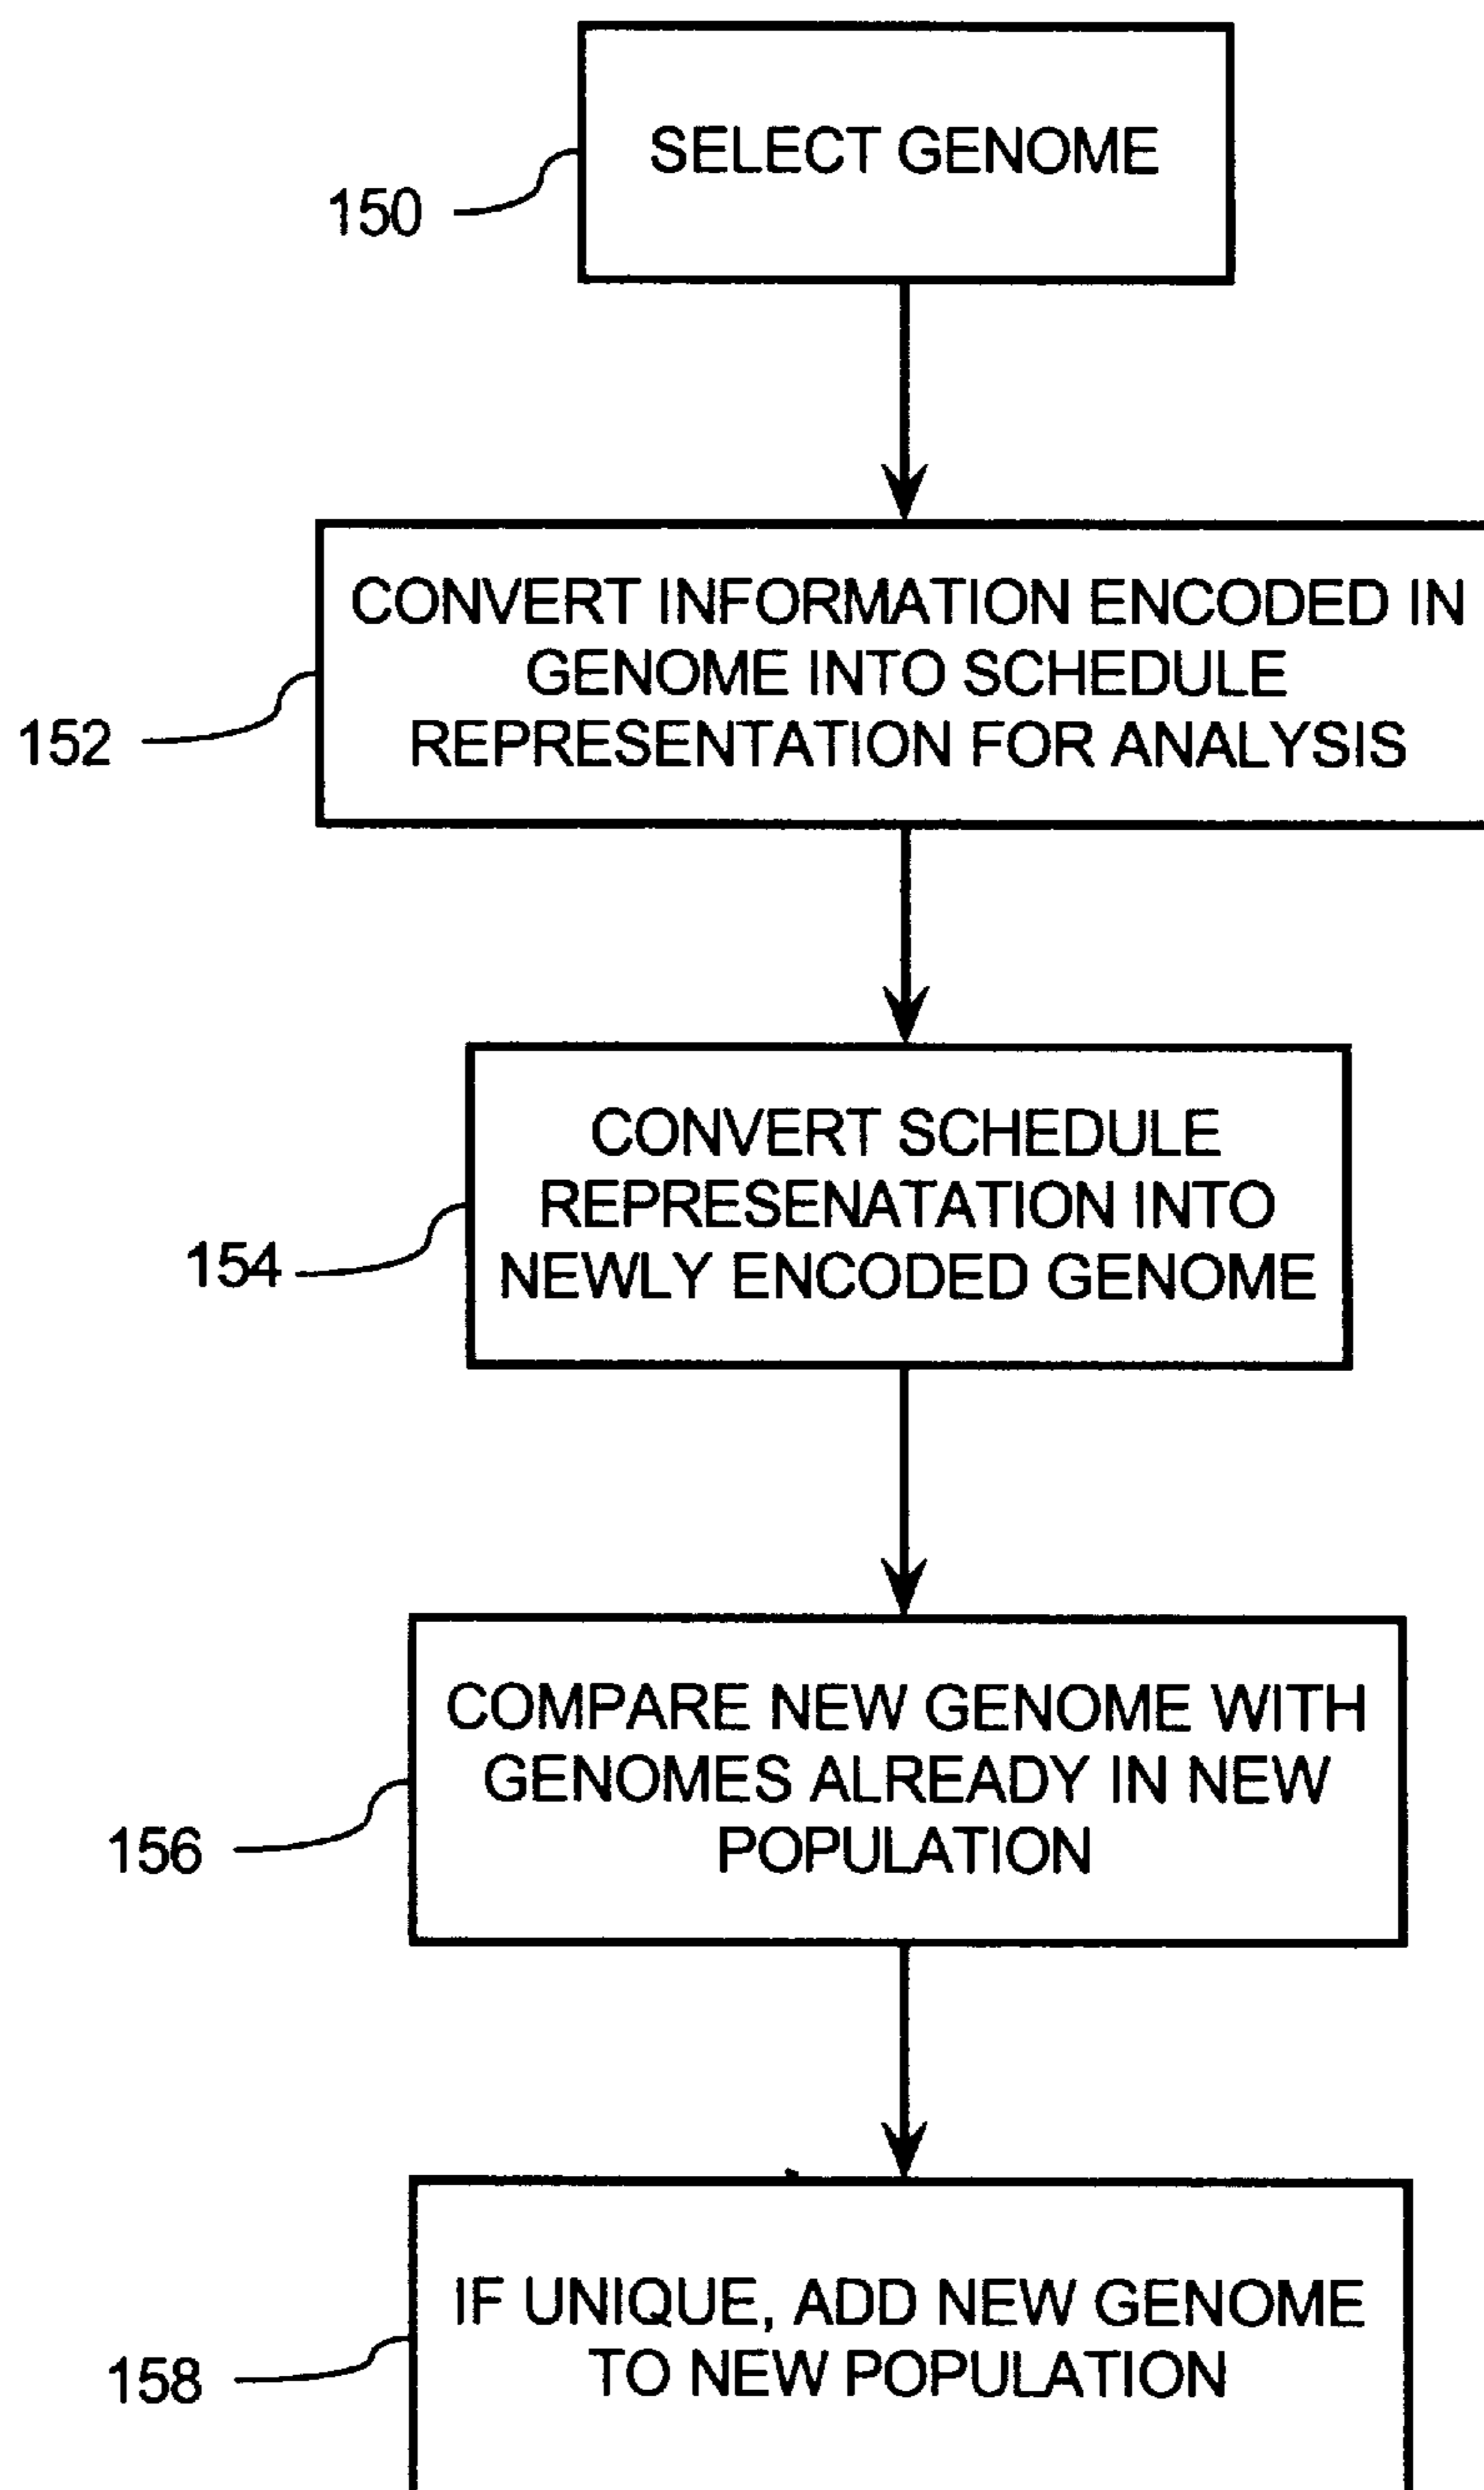 SELECT GENOME
150
CONVERT INFORMATION ENCODED IN
GENOME INTO SCHEDULE
REPRESENTATION FOR ANALYSIS
152
CONVERT SCHEDULE
REPRESENATATION INTO
NEWLY ENCODED GENOME
154
COMPARE NEW GENOME WITH
GENOMES ALREADY IN NEW
POPULATION
156
IF UNIQUE, ADD NEW GENOME
TO NEW POPULATION
158